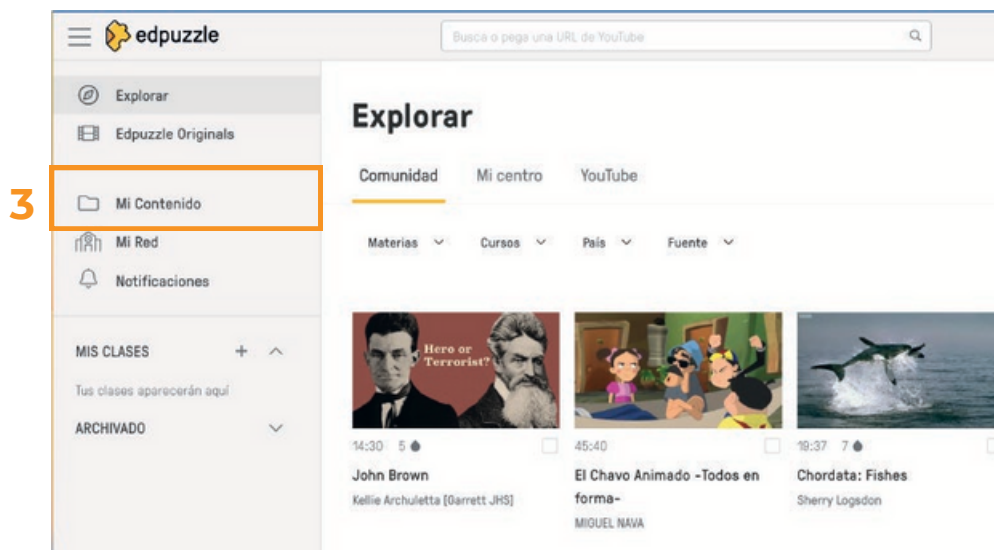 edpuzzle
Busca o pega una URL de YouTube
Explorar
Edpuzzle Originals
3
Mi Contenido
Mi Red
Notificaciones
MIS CLASES +
Tus clases aparecerán aquí
ARCHIVADO
Explorar
Comunidad Mi centro YouTube
Materias Cursos País Fuente
Hero or
Terrorist?
14:30 5
John Brown
Kellie Archuleta [Garrett JHS]
45:40
El Chavo Animado -Todos en
forma-
MIGUEL NAVA
19:37 7
Chordata: Fishes
Sherry Logsdon